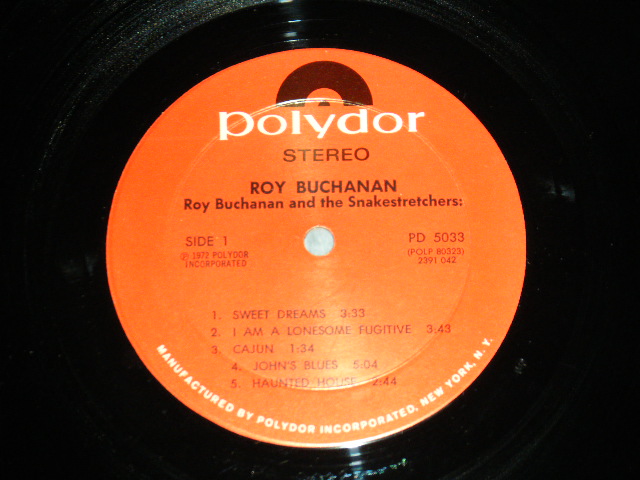 polydor
STEREO
ROY BUCHANAN
Roy Buchanan and the Snakestretchers:
SIDE 1
℗ 1972 POLYDOR
INCORPORATED
PD 5033
(POLP 80323)
2391 042
1. SWEET DREAMS 3:33
2. I AM A LONESOME FUGITIVE 3:43
3. CAJUN 1:34
4. JOHN'S BLUES 5:04
5. HAUNTED HOUSE 2:44
MANUFACTURED BY POLYDOR INCORPORATED, NEW YORK, N.Y.